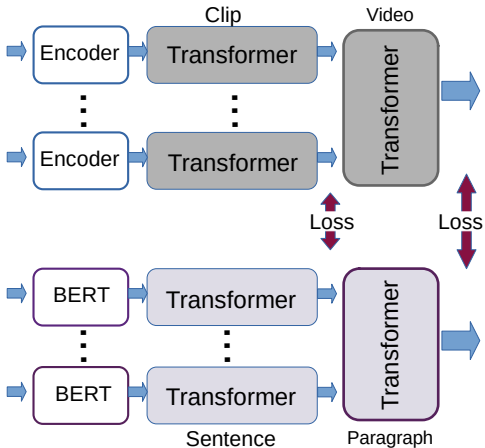 Clip
Video
Encoder
Transformer
Transformer
Encoder
Transformer
Loss
Loss
BERT
Transformer
Transformer
BERT
Transformer
Sentence
Paragraph